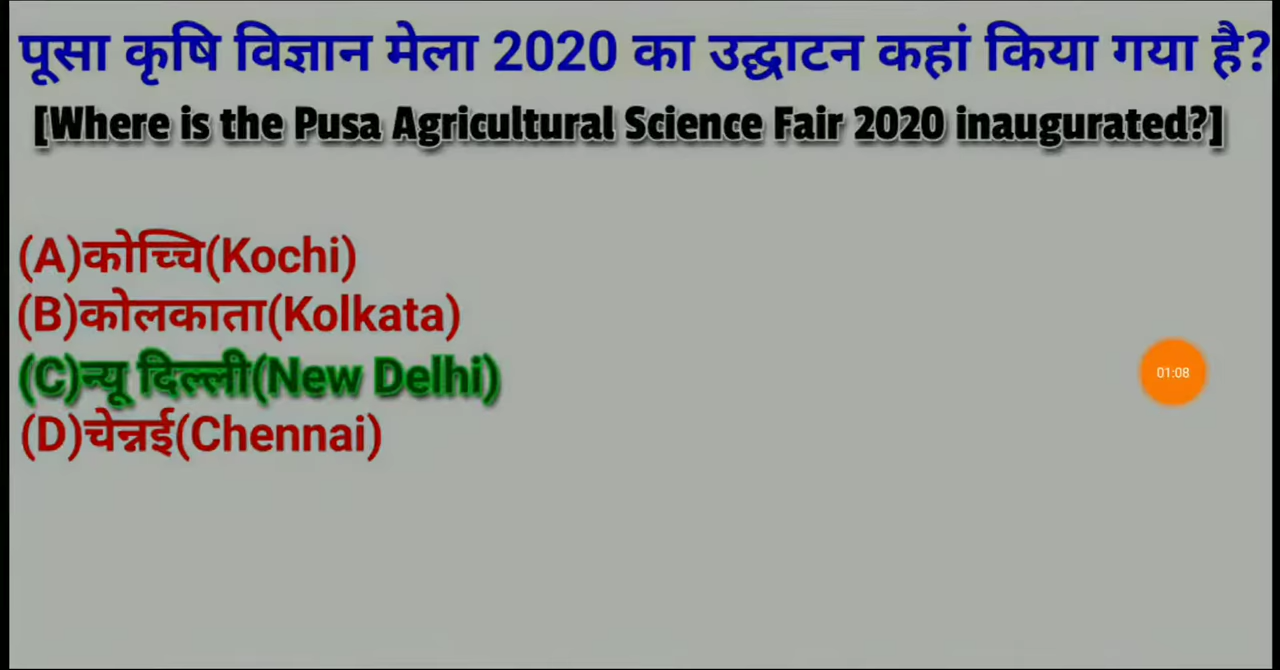 पूसा कृषि विज्ञान मेला 2020 का उद्घाटन कहां किया गया है?
[Where is the Pusa Agricultural Science Fair 2020 inaugurated?]
(A)कोच्चि(Kochi)
(B)कोलकाता(Kolkata)
(C)न्यू दिल्ली(New Delhi)
01:08
(D)चेन्नई(Chennai)